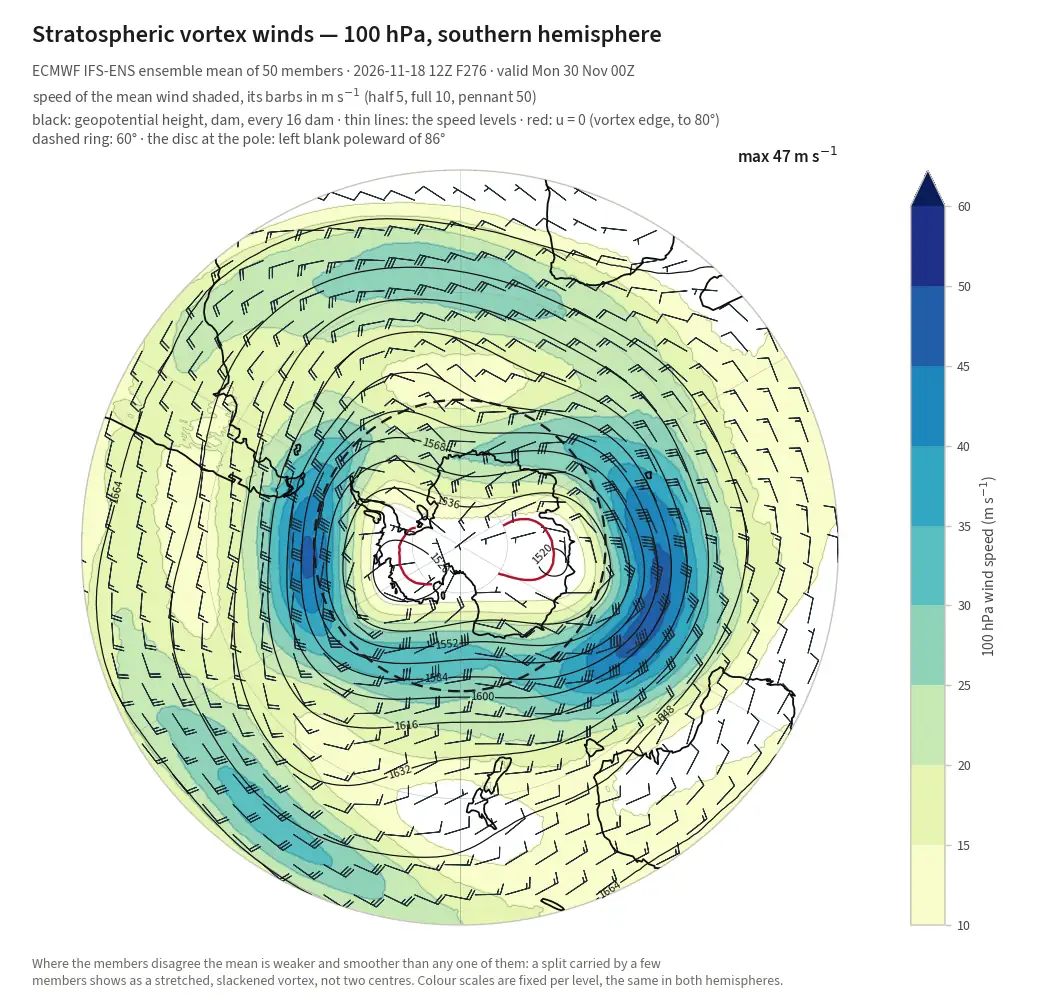 Stratospheric vortex winds — 100 hPa, southern hemisphere
ECMWF IFS-ENS ensemble mean of 50 members · 2026-11-18 12Z F276 · valid Mon 30 Nov 00Z
speed of the mean wind shaded, its barbs in m s⁻¹ (half 5, full 10, pennant 50)
black: geopotential height, dam, every 16 dam · thin lines: the speed levels · red: u = 0 (vortex edge, to 80°)
dashed ring: 60° · the disc at the pole: left blank poleward of 86°
max 47 m s⁻¹
60
50
45
40
35
30
25
20
15
10
100 hPa wind speed (m s⁻¹)
1568
1664
1536
1520
1552
1584
1600
1616
1648
1632
1664
Where the members disagree the mean is weaker and smoother than any one of them: a split carried by a few
members shows as a stretched, slackened vortex, not two centres. Colour scales are fixed per level, the same in both hemispheres.